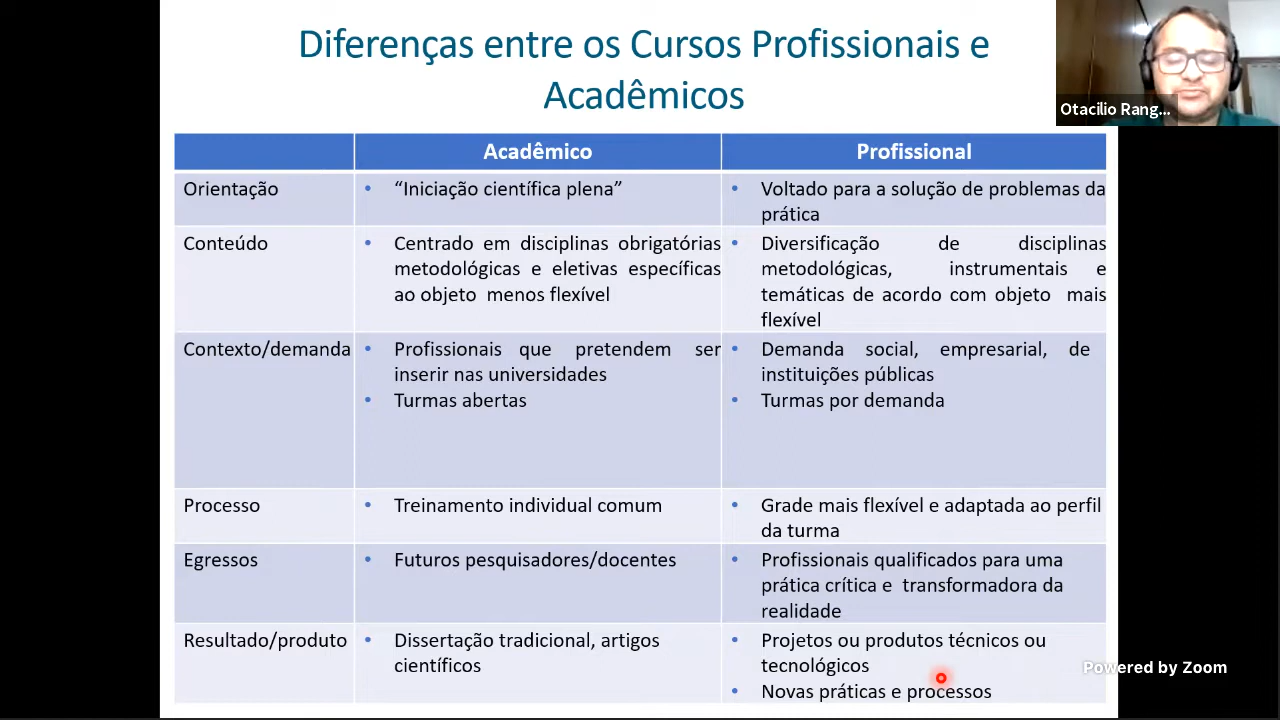 Diferenças entre os Cursos Profissionais e
Acadêmicos
Otacilio Rang...
Acadêmico
Profissional
Orientação
• “Iniciação científica plena”
• Voltado para a solução de problemas da
prática
Conteúdo
• Centrado em disciplinas obrigatórias
metodológicas e eletivas específicas
ao objeto menos flexível
• Diversificação de disciplinas
metodológicas, instrumentais e
temáticas de acordo com objeto mais
flexível
Contexto/demanda
• Profissionais que pretendem ser
inserir nas universidades
• Turmas abertas
• Demanda social, empresarial, de
instituições públicas
• Turmas por demanda
Processo
• Treinamento individual comum
• Grade mais flexível e adaptada ao perfil
da turma
Egressos
• Futuros pesquisadores/docentes
• Profissionais qualificados para uma
prática crítica e transformadora da
realidade
Resultado/produto
• Dissertação tradicional, artigos
científicos
• Projetos ou produtos técnicos ou
tecnológicos
• Novas práticas e processos
Powered by Zoom